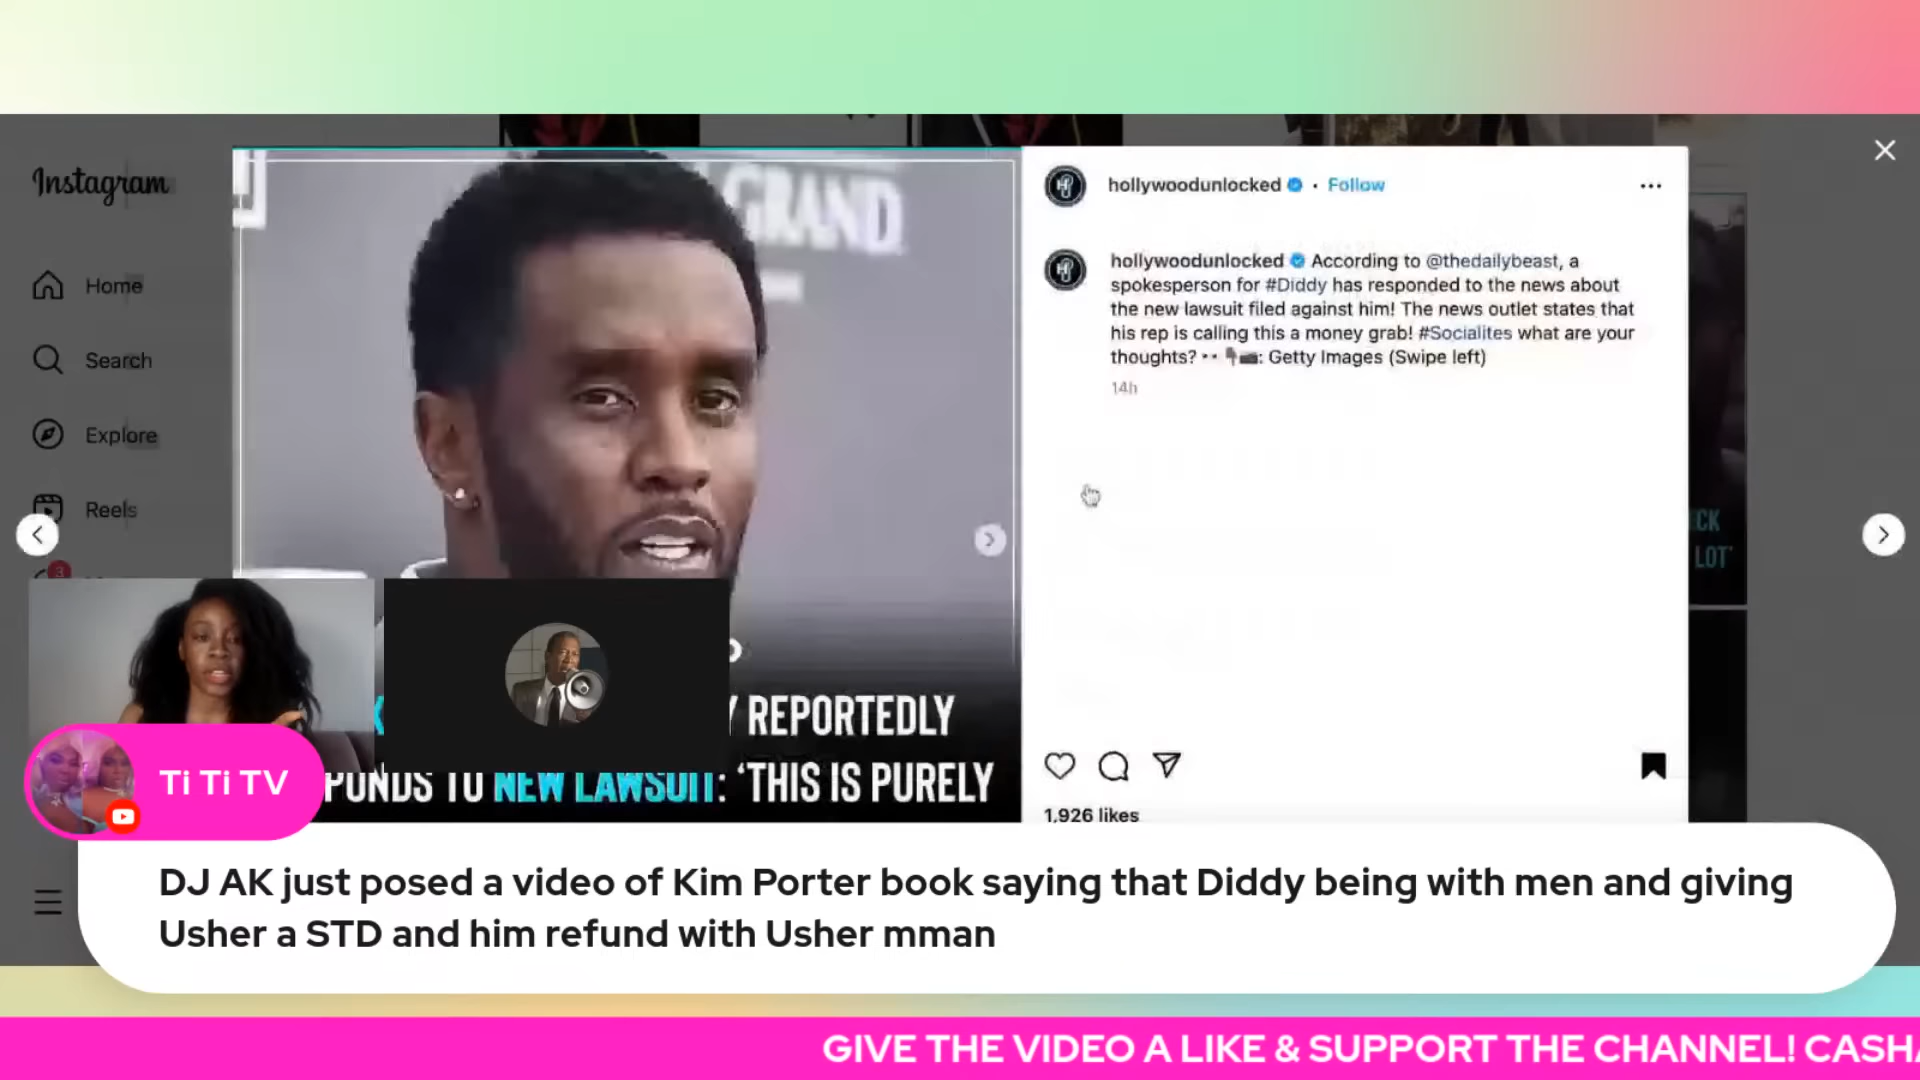 GRAND
Instagram
Home
Search
Explore
Reels
3
hollywoodunlocked • Follow
hollywoodunlocked According to @thedailybeast, a
spokesperson for #Diddy has responded to the news about
the new lawsuit filed against him! The news outlet states that
his rep is calling this a money grab! #Socialites what are your
thoughts? 👀 👇🏾📸: Getty Images (Swipe left)
14h
REPORTEDLY
PONDS TO NEW LAWSUIT: ‘THIS IS PURELY
LOT'
1,926 likes
Ti Ti TV
DJ AK just posed a video of Kim Porter book saying that Diddy being with men and giving
Usher a STD and him refund with Usher mman
GIVE THE VIDEO A LIKE & SUPPORT THE CHANNEL! CASHA